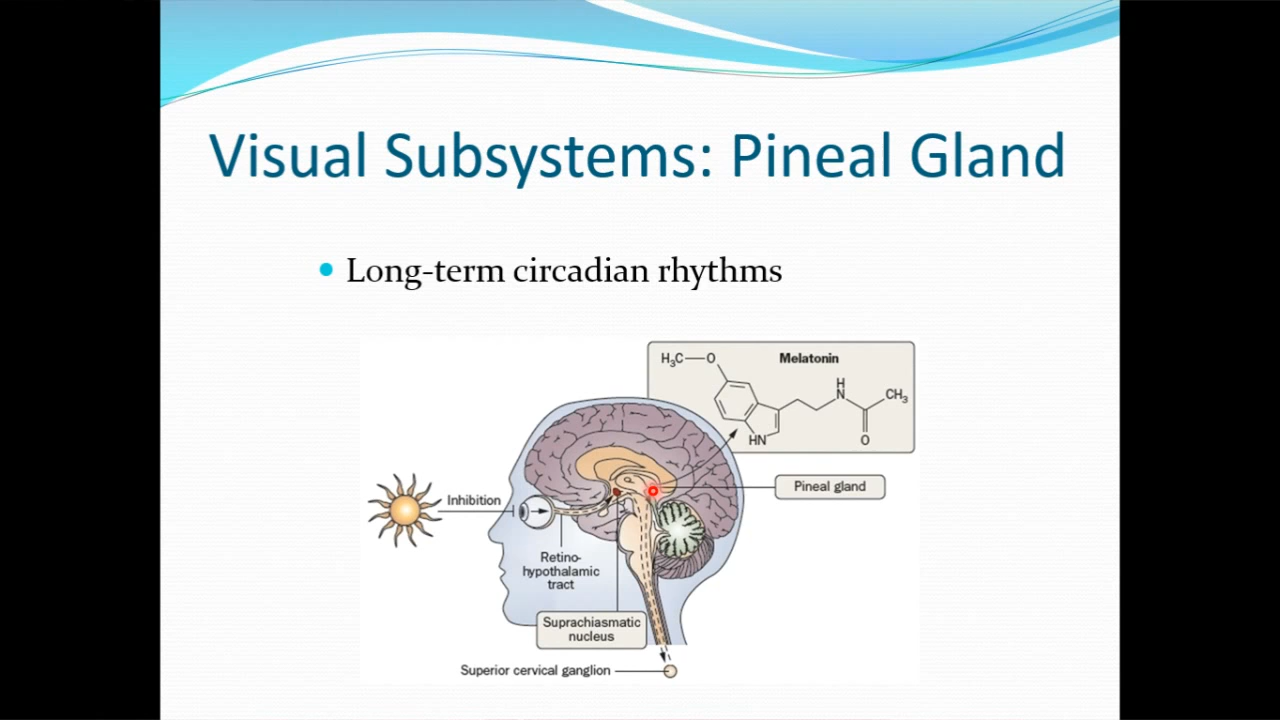 Visual Subsystems: Pineal Gland
Long-term circadian rhythms
H₃C—O
Melatonin
H
N
CH₃
HN
O
Pineal gland
Inhibition
Retino-
hypothalamic
tract
Suprachiasmatic
nucleus
Superior cervical ganglion